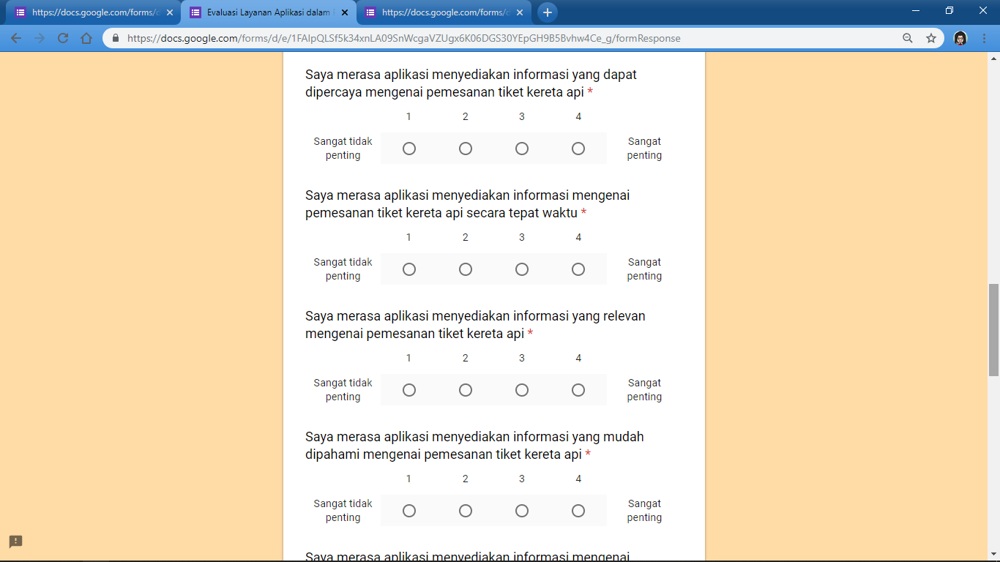 https://docs.google.com/forms/d
Evaluasi Layanan Aplikasi dalam
https://docs.google.com/forms/d
https://docs.google.com/forms/d/e/1FAIpQLSf5k34xnLA09SnWcgaVZUgx6K06DGS30YEpGH9B5Bvhw4Ce_g/formResponse
Saya merasa aplikasi menyediakan informasi yang dapat
dipercaya mengenai pemesanan tiket kereta api *
1 2 3 4
Sangat tidak
penting
Sangat
penting
Saya merasa aplikasi menyediakan informasi mengenai
pemesanan tiket kereta api secara tepat waktu *
1 2 3 4
Sangat tidak
penting
Sangat
penting
Saya merasa aplikasi menyediakan informasi yang relevan
mengenai pemesanan tiket kereta api *
1 2 3 4
Sangat tidak
penting
Sangat
penting
Saya merasa aplikasi menyediakan informasi yang mudah
dipahami mengenai pemesanan tiket kereta api *
1 2 3 4
Sangat tidak
penting
Sangat
penting
Saya merasa aplikasi menyediakan informasi mengenai